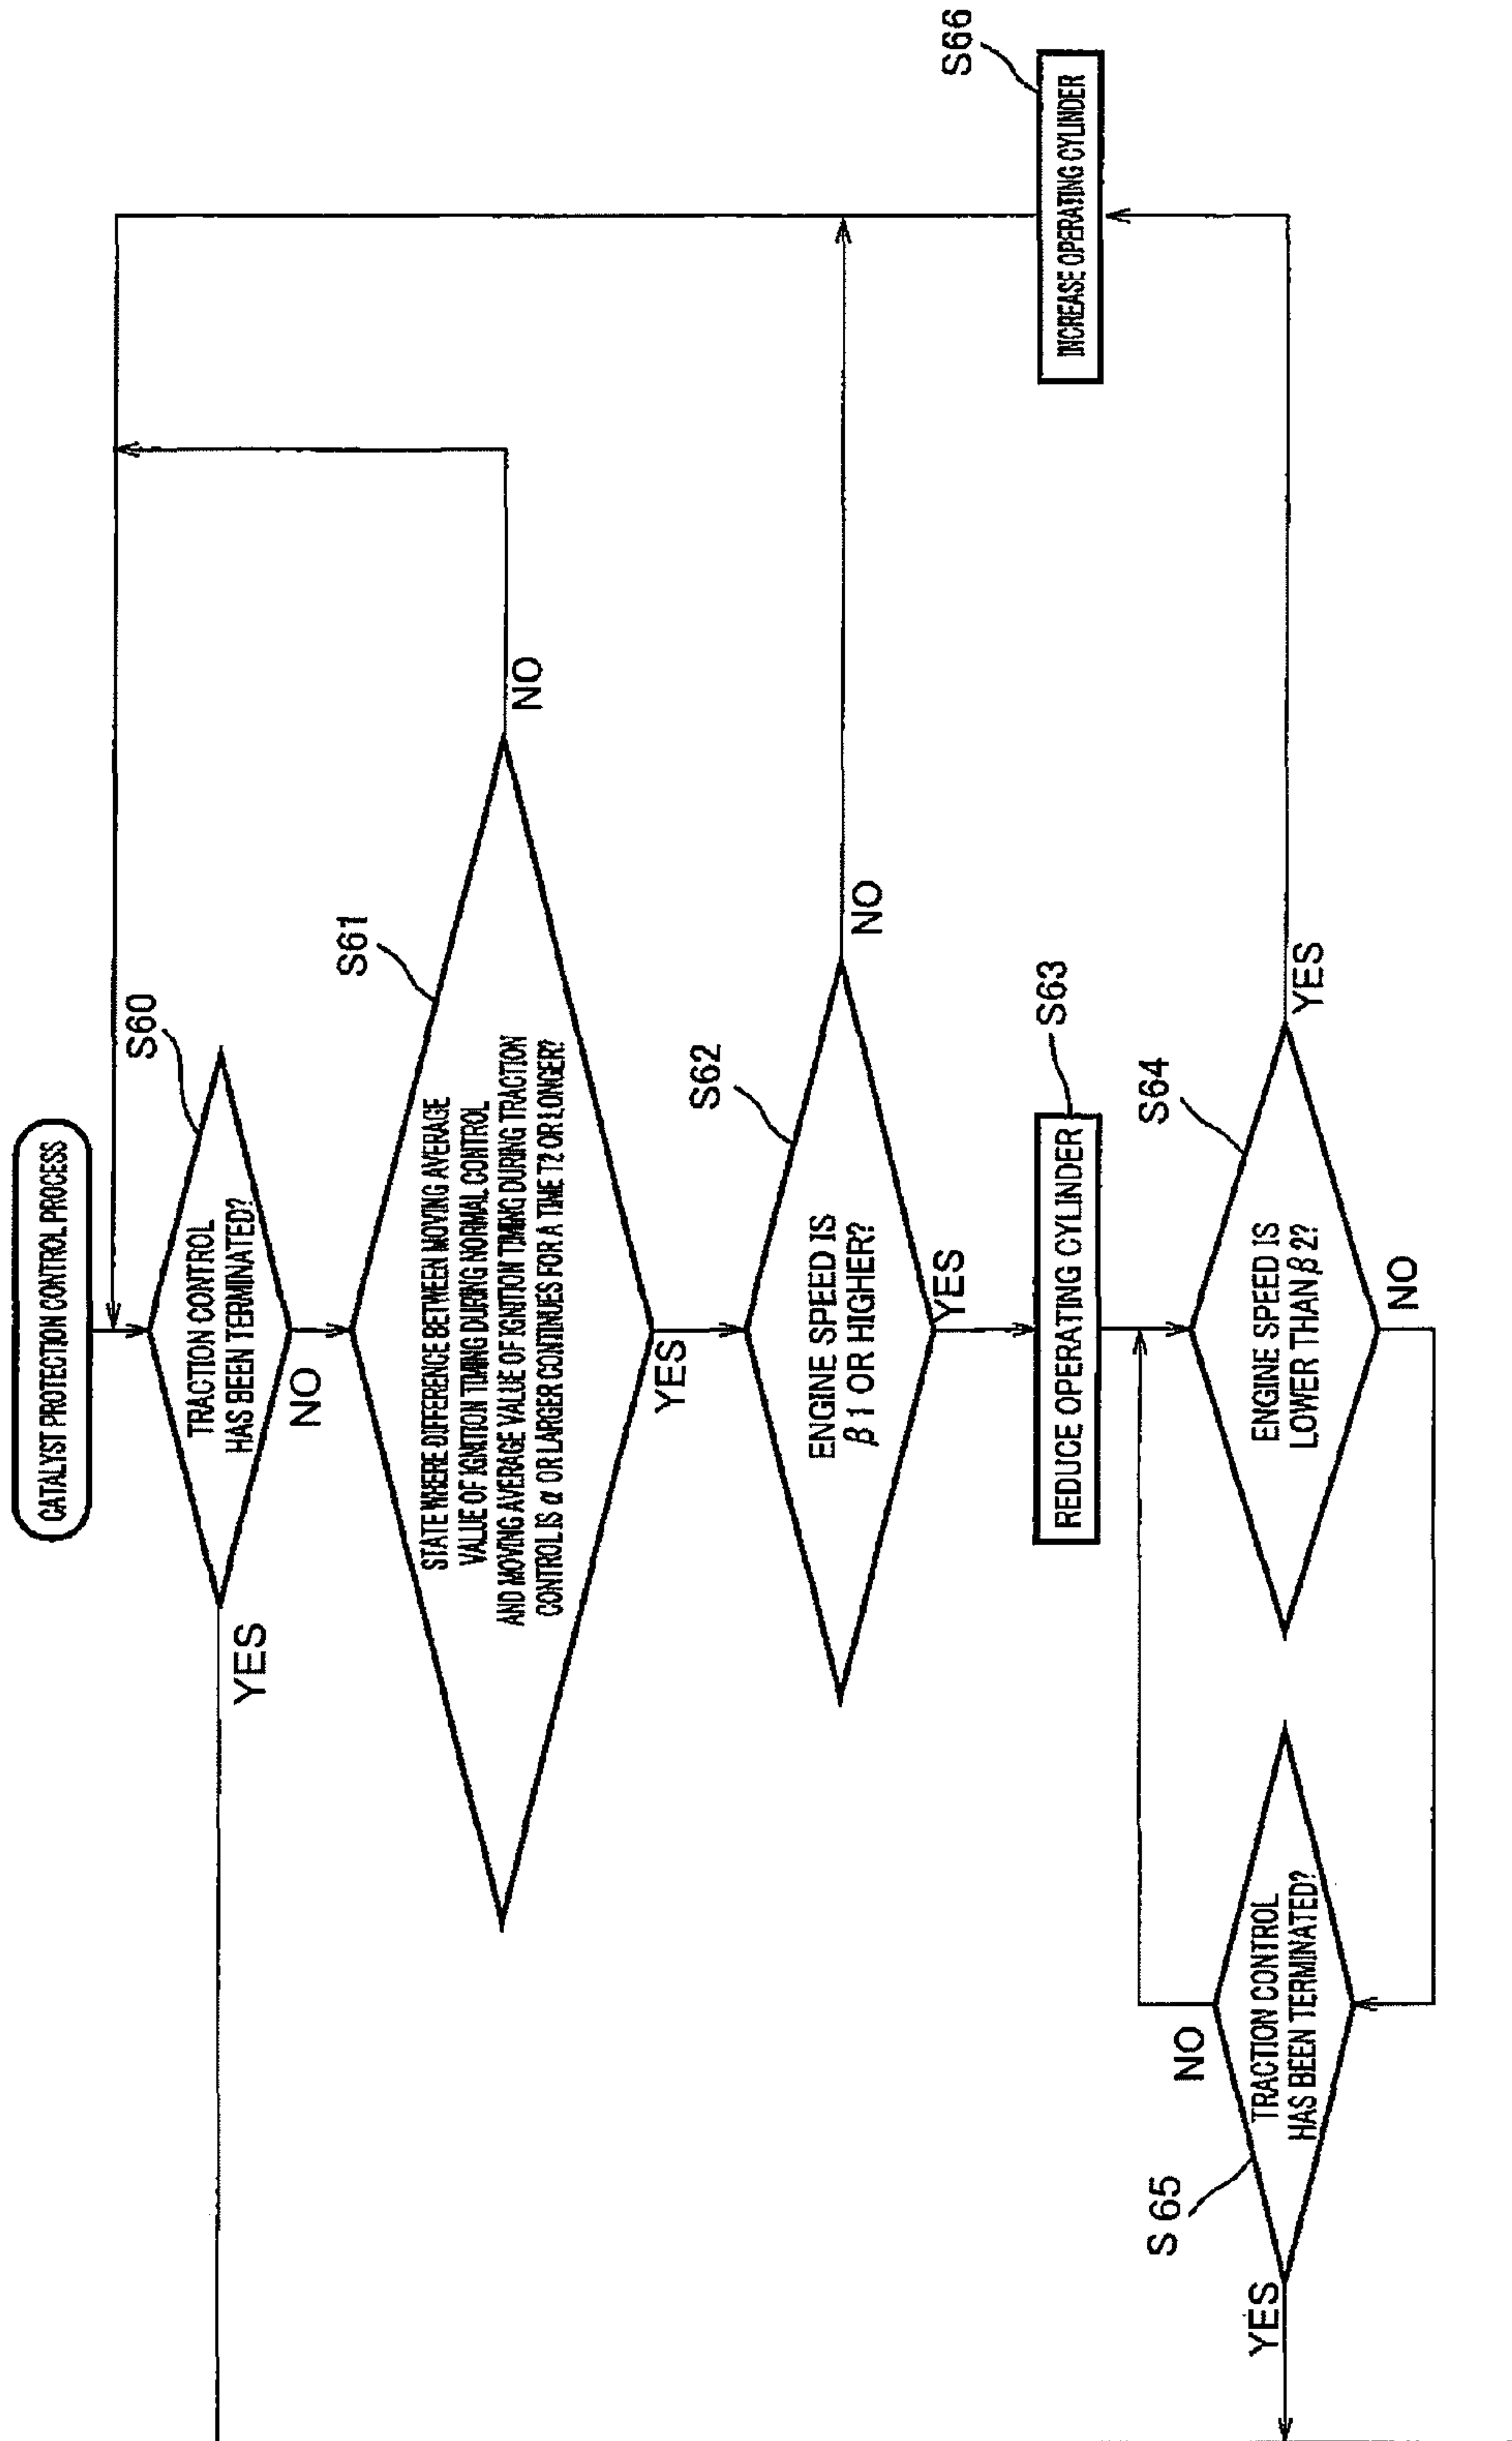 CATALYST PROTECTION CONTROL PROCESS
S60
TRACTION CONTROL
HAS BEEN TERMINATED?
YES
NO
S61
STATE WHERE DIFFERENCE BETWEEN MOVING AVERAGE
VALUE OF IGNITION TIMING DURING NORMAL CONTROL
AND MOVING AVERAGE VALUE OF IGNITION TIMING DURING TRACTION
CONTROL IS α OR LARGER CONTINUES FOR A TIME T2 OR LONGER?
NO
YES
S62
ENGINE SPEED IS
β1 OR HIGHER?
NO
YES
S63
REDUCE OPERATING CYLINDER
S64
ENGINE SPEED IS
LOWER THAN β2?
YES
NO
S 65
TRACTION CONTROL
HAS BEEN TERMINATED?
NO
YES
S66
INCREASE OPERATING CYLINDER